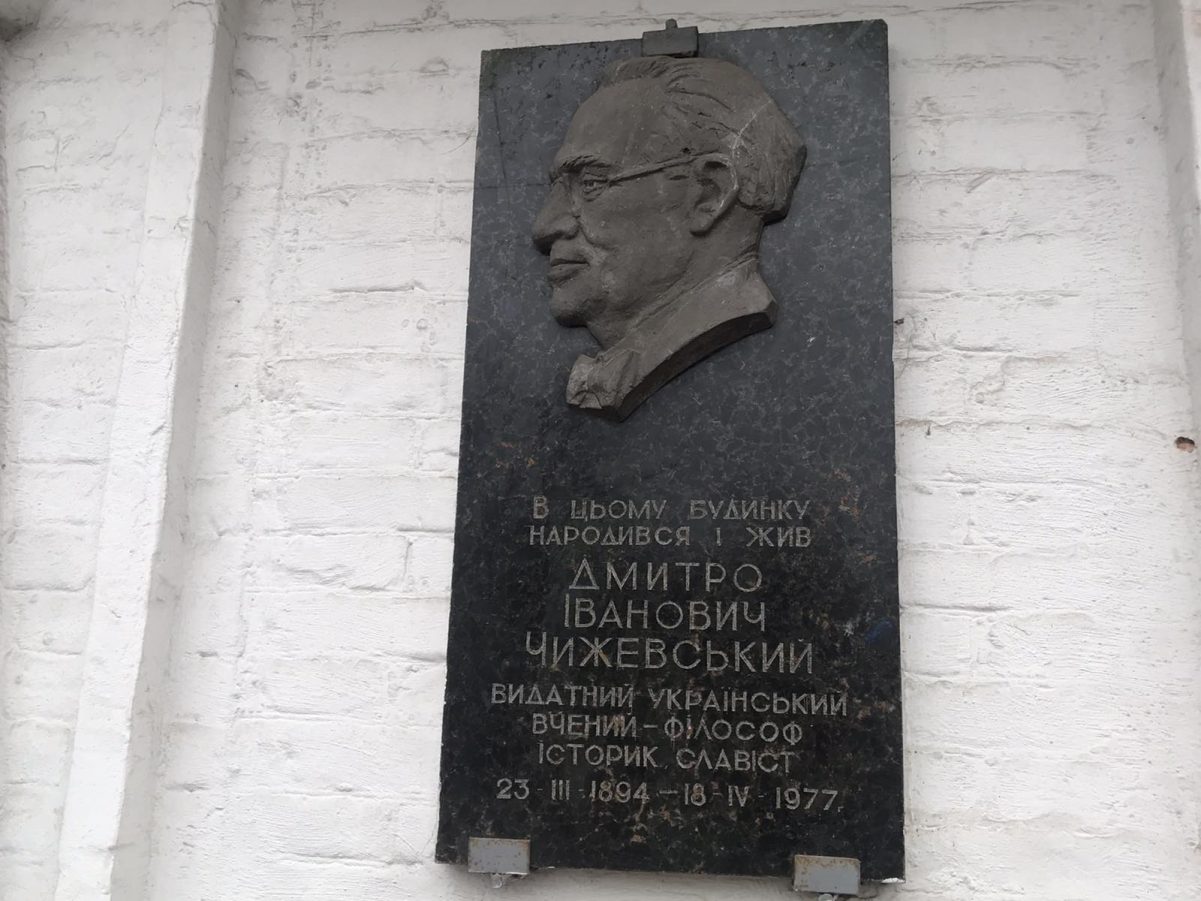 В ЦЬОМУ БУДИНКУ
НАРОДИВСЯ І ЖИВ
ДМИТРО
ІВАНОВИЧ
ЧИЖЕВСЬКИЙ
ВИДАТНИЙ УКРАЇНСЬКИЙ
ВЧЕНИЙ-ФІЛОСОФ
ІСТОРИК, СЛАВІСТ
23-III-1894-18-IV-1977.